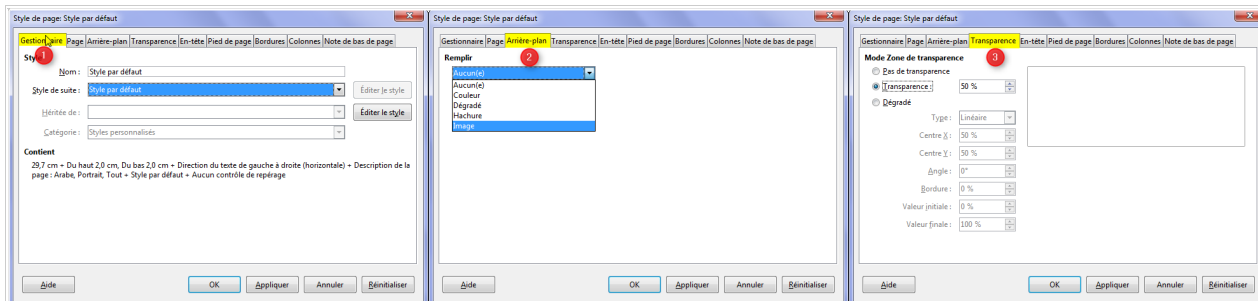 Style de page: Style par défaut
Gestionnaire Page Arrière-plan Transparence En-tête Pied de page Bordures Colonnes Note de bas de page
1
Style
Nom : Style par défaut
Style de suite : Style par défaut Éditer le style
Héritée de : Éditer le style
Catégorie : Styles personnalisés
Contient
29,7 cm + Du haut 2,0 cm, Du bas 2,0 cm + Direction du texte de gauche à droite (horizontale) + Description de la
page : Arabe, Portrait, Tout + Style par défaut + Aucun contrôle de repérage
Aide OK Appliquer Annuler Réinitialiser
Style de page: Style par défaut
Gestionnaire Page Arrière-plan Transparence En-tête Pied de page Bordures Colonnes Note de bas de page
2
Remplir
Aucun(e)
Aucun(e)
Couleur
Dégradé
Hachure
Image
Aide OK Appliquer Annuler Réinitialiser
Style de page: Style par défaut
Gestionnaire Page Arrière-plan Transparence En-tête Pied de page Bordures Colonnes Note de bas de page
3
Mode Zone de transparence
Pas de transparence
Transparence : 50 %
Dégradé
Type : Linéaire
Centre X : 50 %
Centre Y : 50 %
Angle : 0°
Bordure : 0 %
Valeur initiale : 0 %
Valeur finale : 100 %
Aide OK Appliquer Annuler Réinitialiser